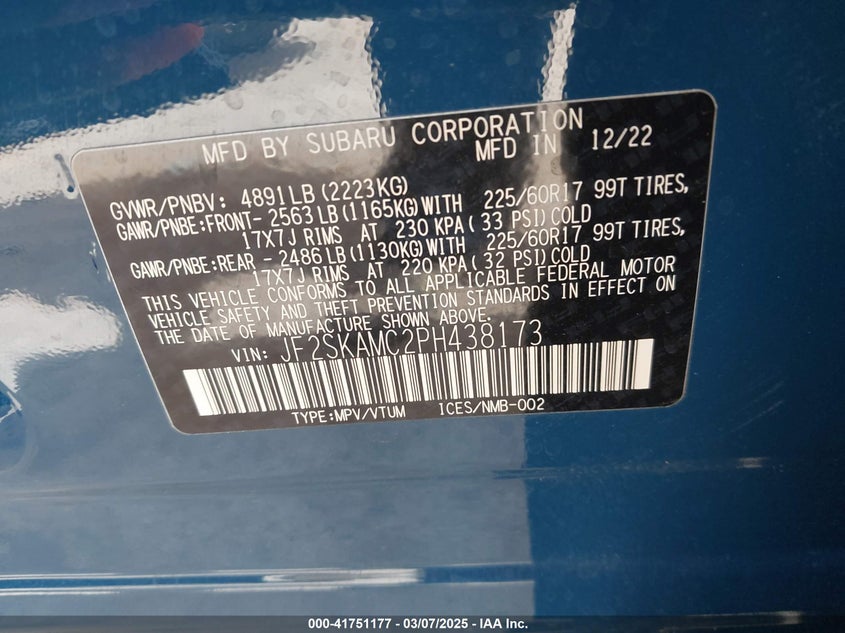 MFD BY SUBARU CORPORATION
MFD IN 12/22
GVWR/PNBV: 4891LB(2223KG)
GAWR/PNBE:FRONT- 2563LB(1165KG)WITH 225/60R17 99T TIRES,
17X7J RIMS AT 230 KPA( 33 PSI)COLD
GAWR/PNBE:REAR - 2486LB(1130KG)WITH 225/60R17 99T TIRES,
17X7J RIMS AT 220 KPA( 32 PSI)COLD
THIS VEHICLE CONFORMS TO ALL APPLICABLE FEDERAL MOTOR
VEHICLE SAFETY AND THEFT PREVENTION STANDARDS IN EFFECT ON
THE DATE OF MANUFACTURE SHOWN ABOVE.
VIN: JF2SKAMC2PH438173
TYPE:MPV/VTUM ICES/NMB-002
000-41751177 — 03/07/2025 — IAA Inc.